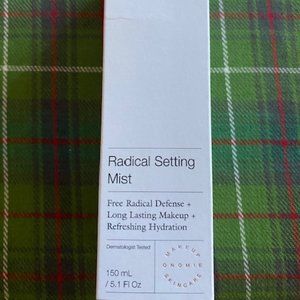 Radical Setting
Mist
Free Radical Defense +
Long Lasting Makeup +
Refreshing Hydration
Dermatologist Tested
MAKEUP
ONOMIE
SKINCARE
150 mL
/ 5.1 Fl Oz